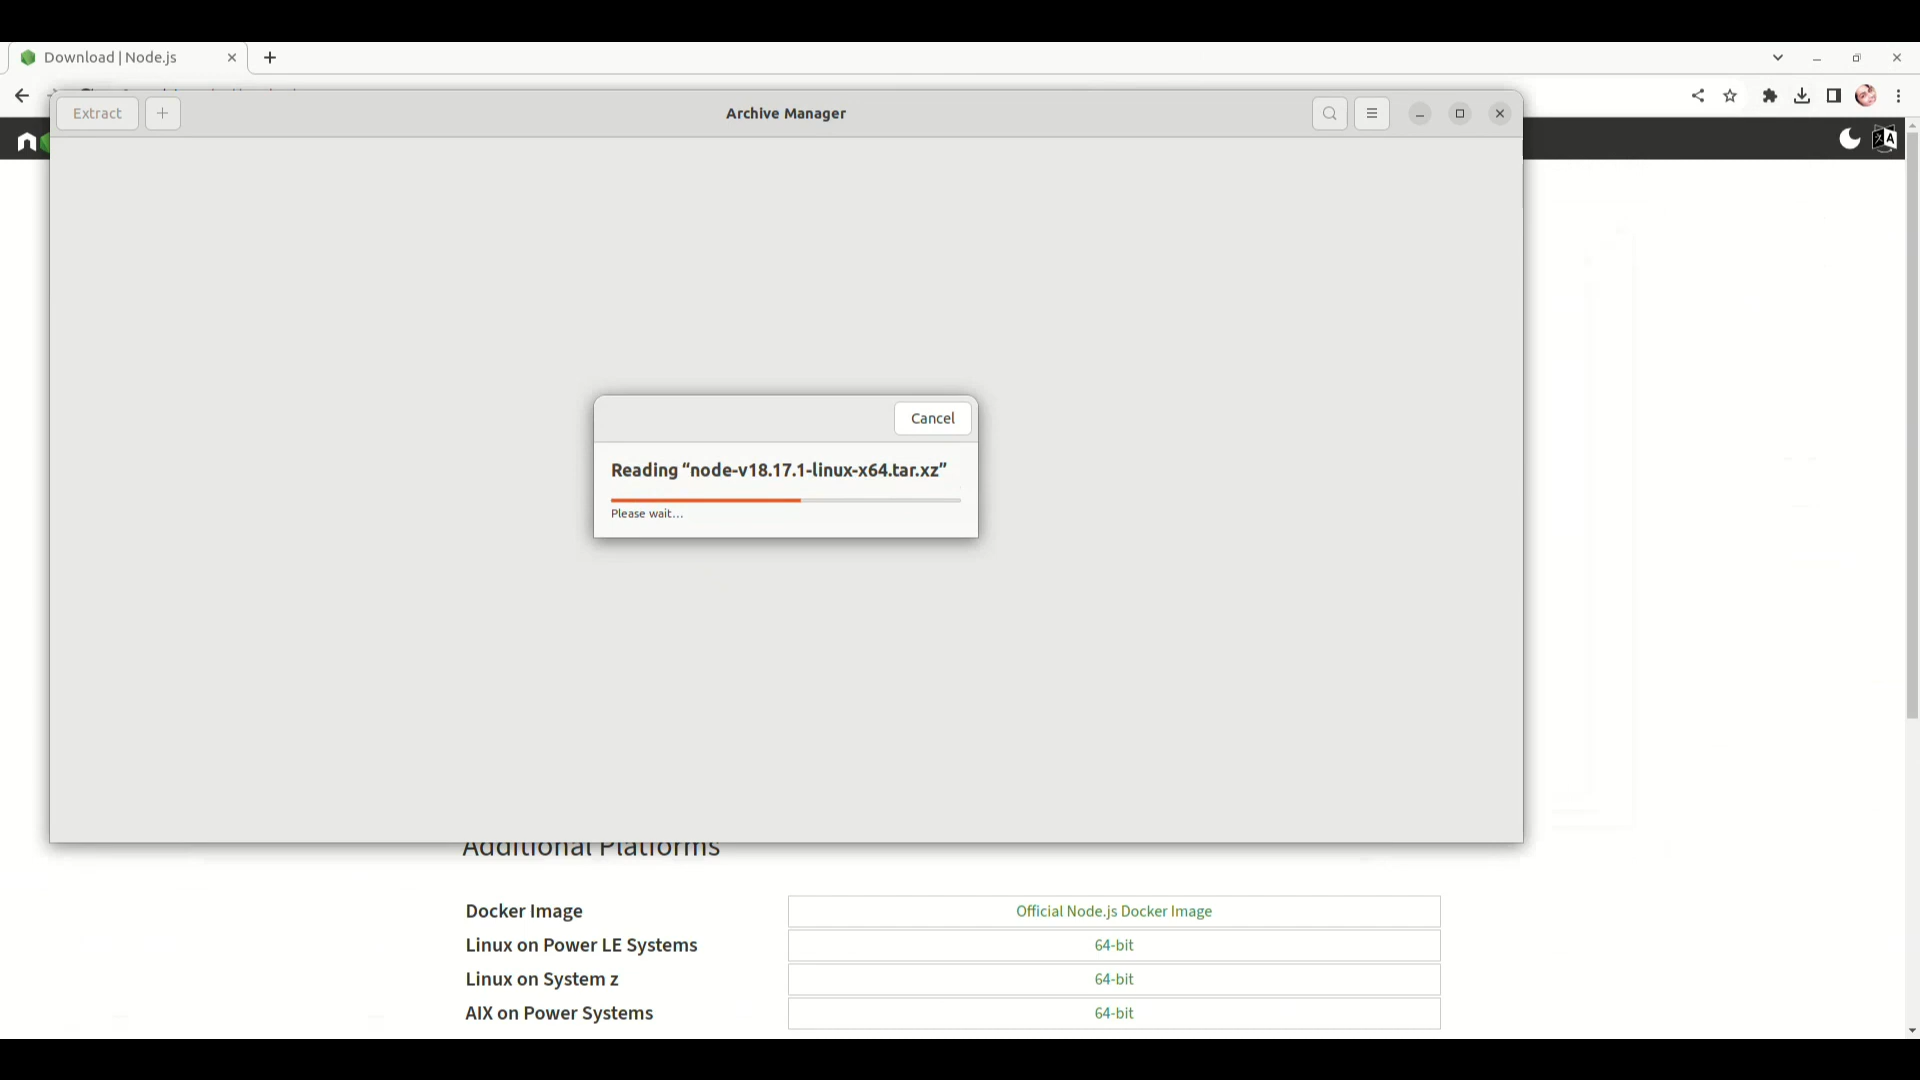 Download | Node.js
Extract
Archive Manager
Cancel
Reading “node-v18.17.1-linux-x64.tar.xz”
Please wait…
Additional Platforms
Docker Image
Official Node.js Docker Image
Linux on Power LE Systems
64-bit
Linux on System z
64-bit
AIX on Power Systems
64-bit